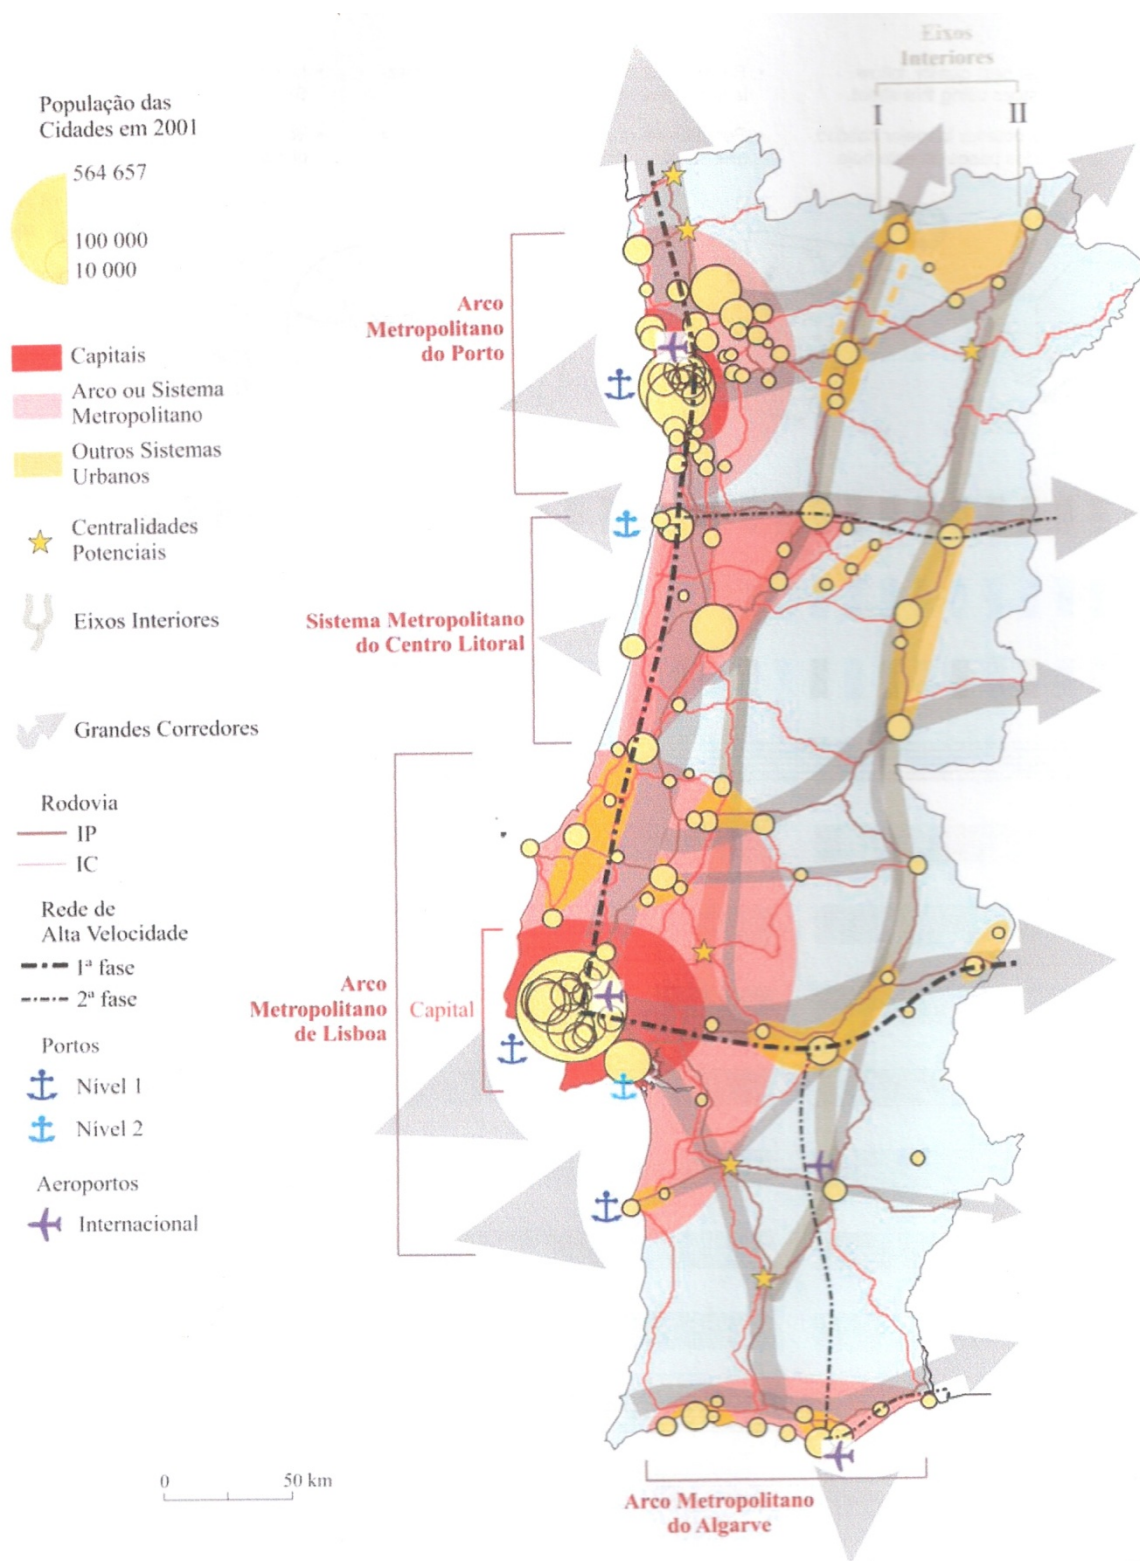 Eixos
Interiores
I
II
População das
Cidades em 2001
564 657
100 000
10 000
Capitais
Arco ou Sistema
Metropolitano
Outros Sistemas
Urbanos
Centralidades
Potenciais
Eixos Interiores
Grandes Corredores
Rodovia
IP
IC
Rede de
Alta Velocidade
1ª fase
2ª fase
Portos
Nível 1
Nível 2
Aeroportos
Internacional
Arco
Metropolitano
do Porto
Sistema Metropolitano
do Centro Litoral
Arco
Metropolitano
de Lisboa
Capital
Arco Metropolitano
do Algarve
0
50 km